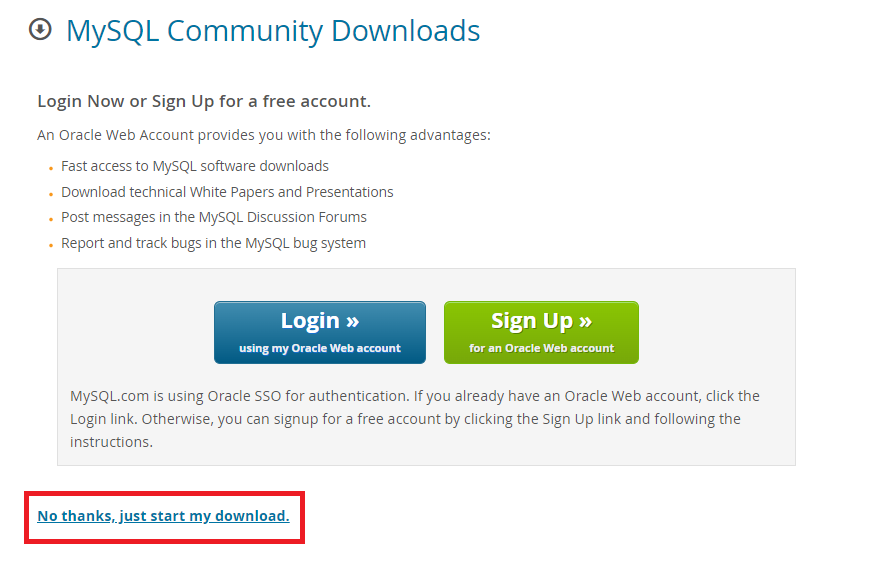 MySQL Community Downloads
Login Now or Sign Up for a free account.
An Oracle Web Account provides you with the following advantages:
Fast access to MySQL software downloads
Download technical White Papers and Presentations
Post messages in the MySQL Discussion Forums
Report and track bugs in the MySQL bug system
Login »
using my Oracle Web account
Sign Up »
for an Oracle Web account
MySQL.com is using Oracle SSO for authentication. If you already have an Oracle Web account, click the
Login link. Otherwise, you can signup for a free account by clicking the Sign Up link and following the
instructions.
No thanks, just start my download.